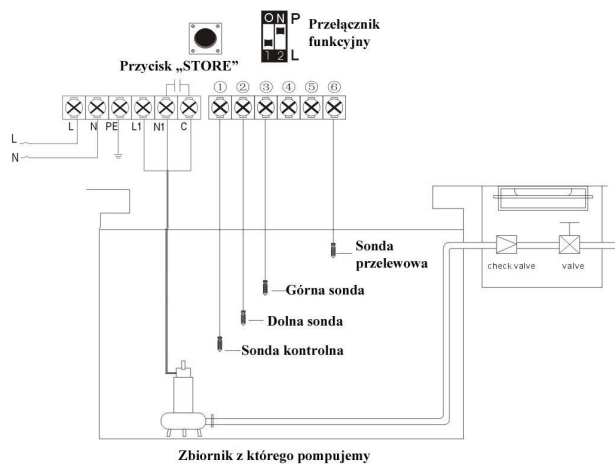 ON P
1 2 L
Przełącznik
funkcyjny
Przycisk „STORE”
① ② ③ ④ ⑤ ⑥
L N PE L1 N1 C
L
N
Sonda
przelewowa
check valve valve
Górna sonda
Dolna sonda
Sonda kontrolna
Zbiornik z którego pompujemy